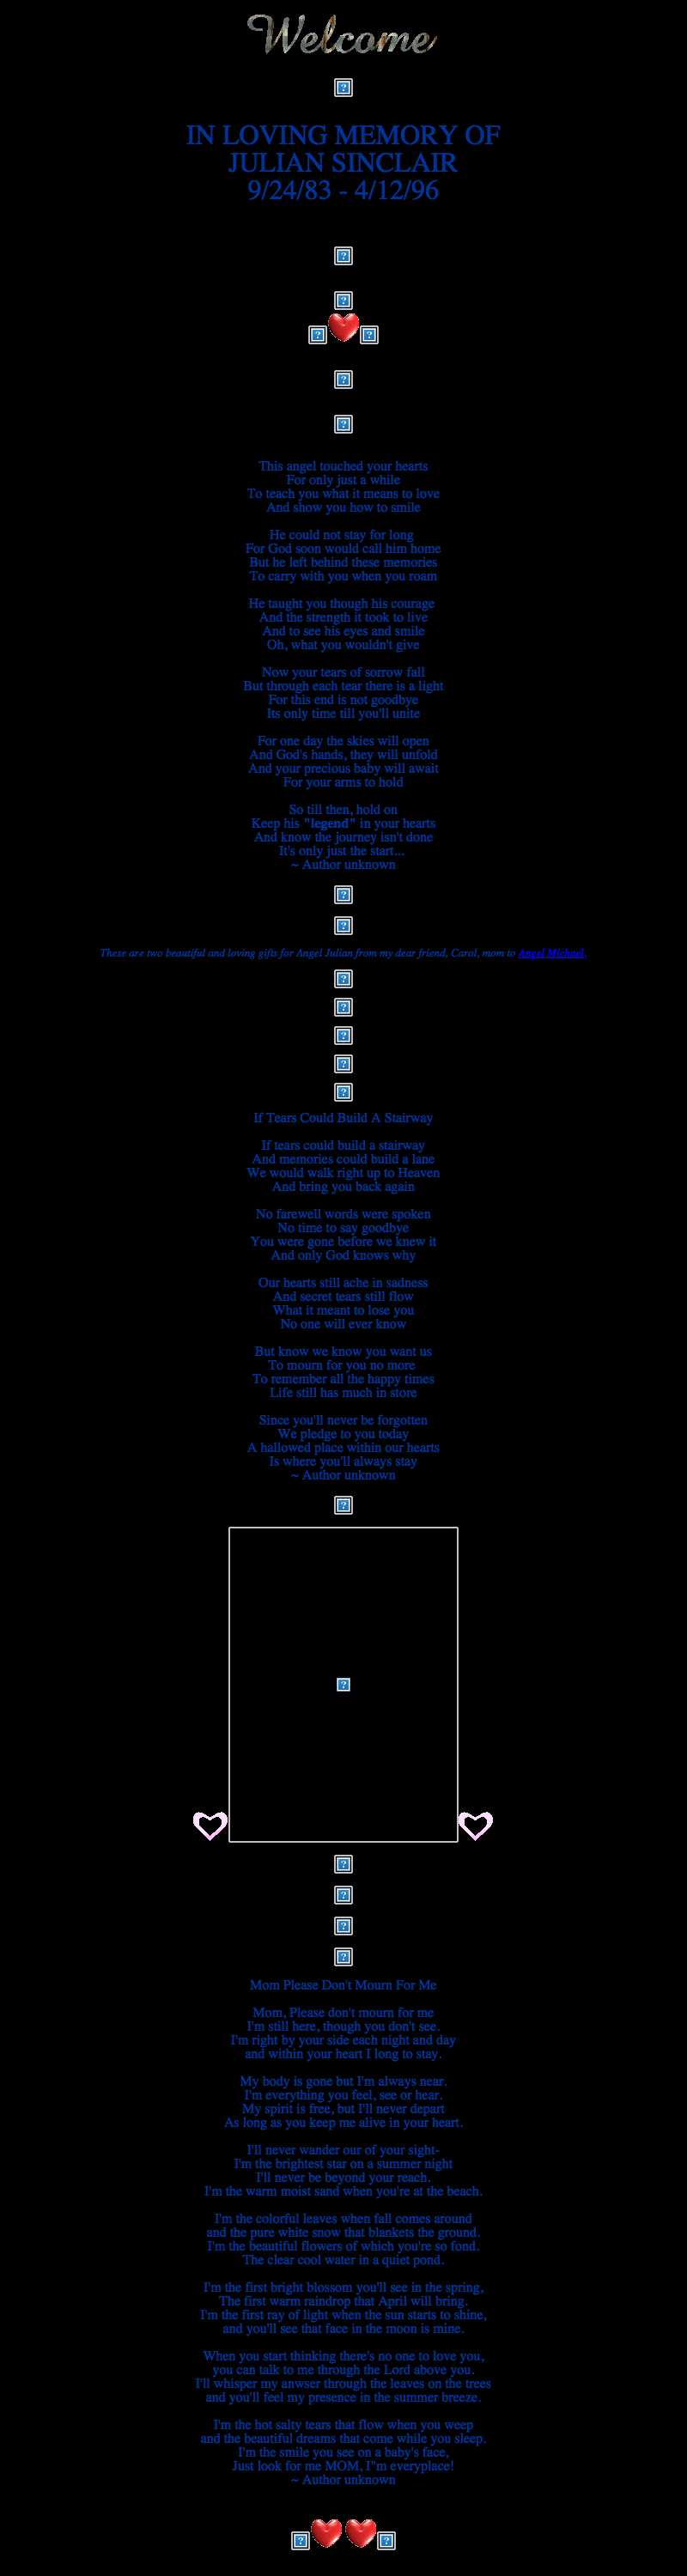 Welcome
IN LOVING MEMORY OF
JULIAN SINCLAIR
9/24/83 - 4/12/96
This angel touched your hearts
For only just a while
To teach you what it means to love
And show you how to smile
He could not stay for long
For God soon would call him home
But he left behind these memories
To carry with you when you roam
He taught you though his courage
And the strength it took to live
And to see his eyes and smile
Oh, what you wouldn't give
Now your tears of sorrow fall
But through each tear there is a light
For this end is not goodbye
Its only time till you'll unite
For one day the skies will open
And God's hands, they will unfold
And your precious baby will await
For your arms to hold
So till then, hold on
Keep his "legend" in your hearts
And know the journey isn't done
It's only just the start...
~ Author unknown
These are two beautiful and loving gifts for Angel Julian from my dear friend, Carol, mom to Angel Michael.
If Tears Could Build A Stairway
If tears could build a stairway
And memories could build a lane
We would walk right up to Heaven
And bring you back again
No farewell words were spoken
No time to say goodbye
You were gone before we knew it
And only God knows why
Our hearts still ache in sadness
And secret tears still flow
What it meant to lose you
No one will ever know
But know we know you want us
To mourn for you no more
To remember all the happy times
Life still has much in store
Since you'll never be forgotten
We pledge to you today
A hallowed place within our hearts
Is where you'll always stay
~ Author unknown
Mom Please Don't Mourn For Me
Mom, Please don't mourn for me
I'm still here, though you don't see.
I'm right by your side each night and day
and within your heart I long to stay.
My body is gone but I'm always near.
I'm everything you feel, see or hear.
My spirit is free, but I'll never depart
As long as you keep me alive in your heart.
I'll never wander our of your sight-
I'm the brightest star on a summer night
I'll never be beyond your reach.
I'm the warm moist sand when you're at the beach.
I'm the colorful leaves when fall comes around
and the pure white snow that blankets the ground.
I'm the beautiful flowers of which you're so fond.
The clear cool water in a quiet pond.
I'm the first bright blossom you'll see in the spring,
The first warm raindrop that April will bring.
I'm the first ray of light when the sun starts to shine,
and you'll see that face in the moon is mine.
When you start thinking there's no one to love you,
you can talk to me through the Lord above you.
I'll whisper my anwser through the leaves on the trees
and you'll feel my presence in the summer breeze.
I'm the hot salty tears that flow when you weep
and the beautiful dreams that come while you sleep.
I'm the smile you see on a baby's face,
Just look for me MOM, I"m everyplace!
~ Author unknown